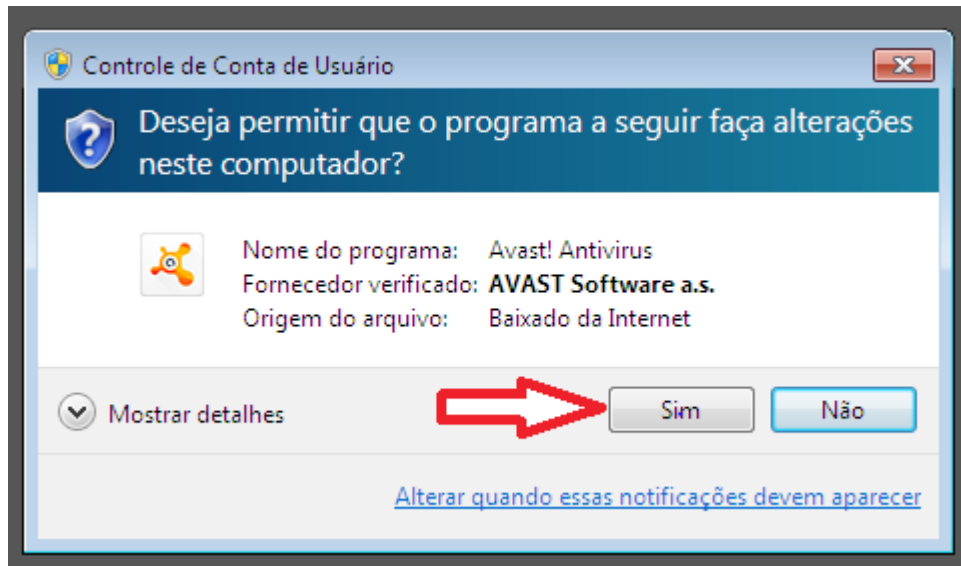 Controle de Conta de Usuário
Deseja permitir que o programa a seguir faça alterações
neste computador?
Nome do programa: Avast! Antivirus
Fornecedor verificado: AVAST Software a.s.
Origem do arquivo: Baixado da Internet
Mostrar detalhes Sim Não
Alterar quando essas notificações devem aparecer